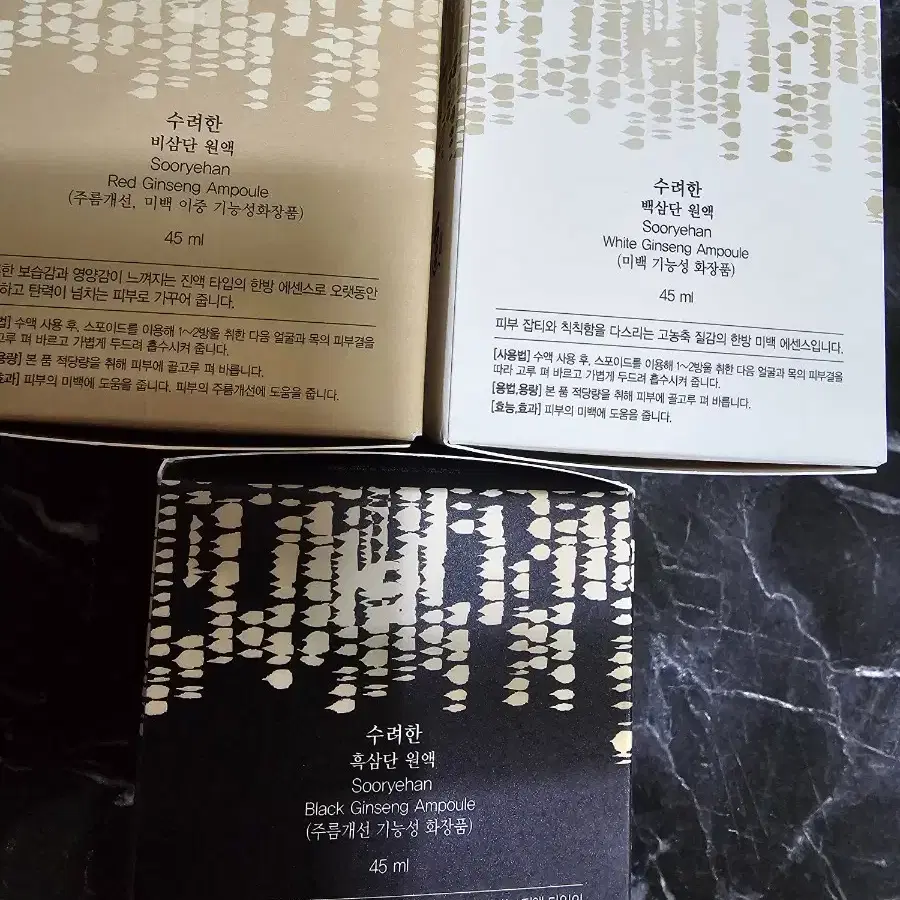 수려한
비삼단 원액
Sooryehan
Red Ginseng Ampoule
(주름개선, 미백 이중 기능성화장품)
45 ml
보습감과 영양감이 느껴지는 진액 타입의 한방 에센스로 오랫동안
하고 탄력이 넘치는 피부로 가꾸어 줍니다.
수액 사용 후, 스포이드를 이용해 1~2방울 취한 다음 얼굴과 목의 피부결을
고루 펴 바르고 가볍게 두드려 흡수시켜 줍니다.
본 품 적당량을 취해 피부에 골고루 펴 바릅니다.
피부의 미백에 도움을 줍니다. 피부의 주름개선에 도움을 줍니다.
수려한
백삼단 원액
Sooryehan
White Ginseng Ampoule
(미백 기능성 화장품)
45 ml
피부 잡티와 칙칙함을 다스리는 고농축 질감의 한방 미백 에센스입니다.
[사용법] 수액 사용 후, 스포이드를 이용해 1~2방울 취한 다음 얼굴과 목의 피부결을
따라 고루 펴 바르고 가볍게 두드려 흡수시켜 줍니다.
[용법,용량] 본 품 적당량을 취해 피부에 골고루 펴 바릅니다.
[효능,효과] 피부의 미백에 도움을 줍니다.
수려한
흑삼단 원액
Sooryehan
Black Ginseng Ampoule
(주름개선 기능성 화장품)
45 ml